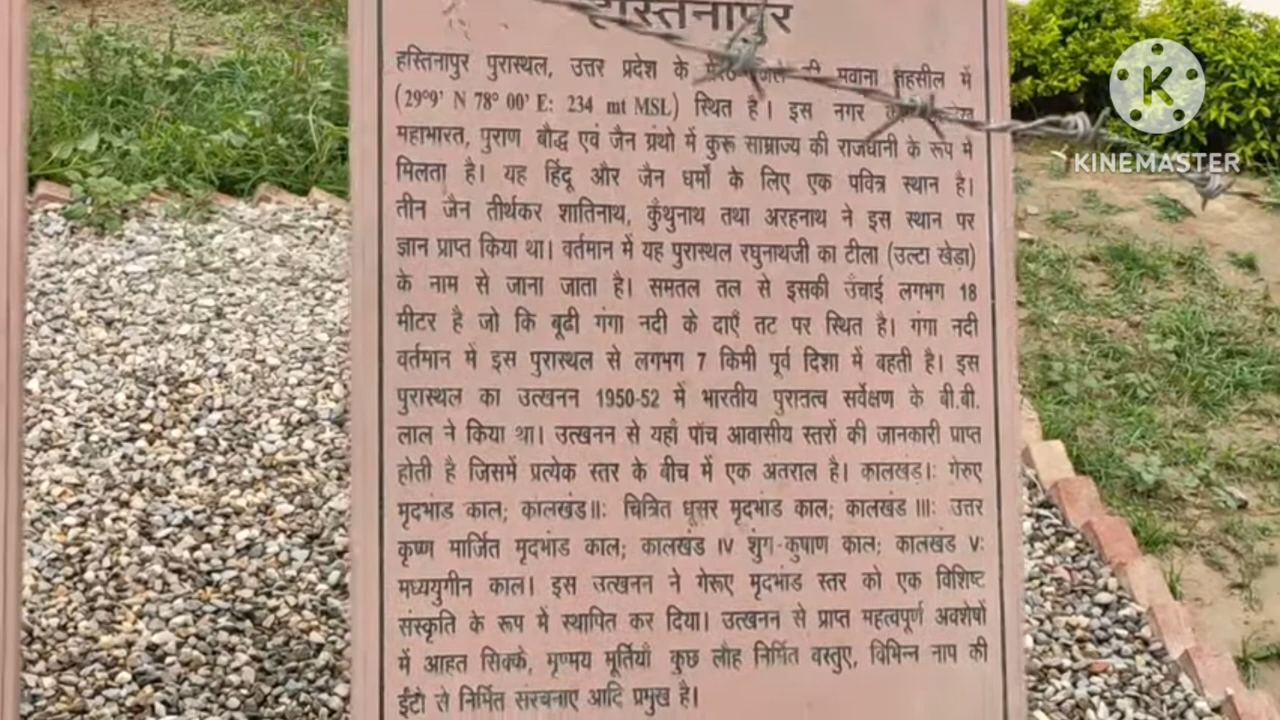 हस्तिनापुर
हस्तिनापुर पुरास्थल, उत्तर प्रदेश के मेरठ जिले की मवाना तहसील में
(29°9' N 78° 00' E: 234 mt MSL) स्थित है। इस नगर का
महाभारत, पुराण बौद्ध एवं जैन ग्रंथो में कुरू साम्राज्य की राजधानी के रूप में
मिलता है। यह हिंदू और जैन धर्मों के लिए एक पवित्र स्थान है।
तीन जैन तीर्थकर शातिनाथ, कुँथुनाथ तथा अरहनाथ ने इस स्थान पर
ज्ञान प्राप्त किया था। वर्तमान में यह पुरास्थल रघुनाथजी का टीला (उल्टा खेड़ा)
के नाम से जाना जाता है। समतल तल से इसकी उँचाई लगभग 18
मीटर है जो कि बूढी गंगा नदी के दाएँ तट पर स्थित है। गंगा नदी
वर्तमान में इस पुरास्थल से लगभग 7 किमी पूर्व दिशा में बहती है। इस
पुरास्थल का उत्खनन 1950-52 में भारतीय पुरातत्व सर्वेक्षण के बी.बी.
लाल ने किया था। उत्खनन से यहाँ पाँच आवासीय स्तरों की जानकारी प्राप्त
होती है जिसमें प्रत्येक स्तर के बीच में एक अतराल है। कालखंड।: गेरूए
मृदभांड काल; कालखंड॥: चित्रित धूसर मृदभांड काल; कालखंड III: उत्तर
कृष्ण मार्जित मृदभांड काल; कालखंड IV शुंग-कुषाण काल; कालखंड V:
मध्ययुगीन काल। इस उत्खनन ने गेरूए मृदभांड स्तर को एक विशिष्ट
संस्कृति के रूप में स्थापित कर दिया। उत्खनन से प्राप्त महत्वपूर्ण अवशेषों
में आहत सिक्के, मृण्मय मूर्तियाँ कुछ लौह निर्मित वस्तुए, विभिन्न नाप की
ईंटो से निर्मित संरचनाए आदि प्रमुख है।
KINEMASTER